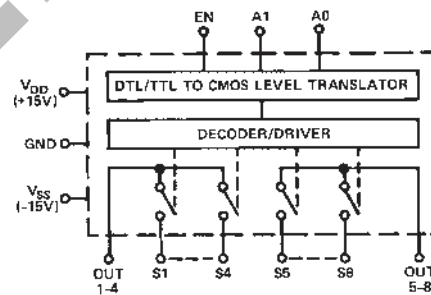 EN A1 A0
DTL/TTL TO CMOS LEVEL TRANSLATOR
VDD
(+15V)
DECODER/DRIVER
GND
VSS
(-15V)
OUT
1-4
S1 S4 S5 S8
OUT
5-8